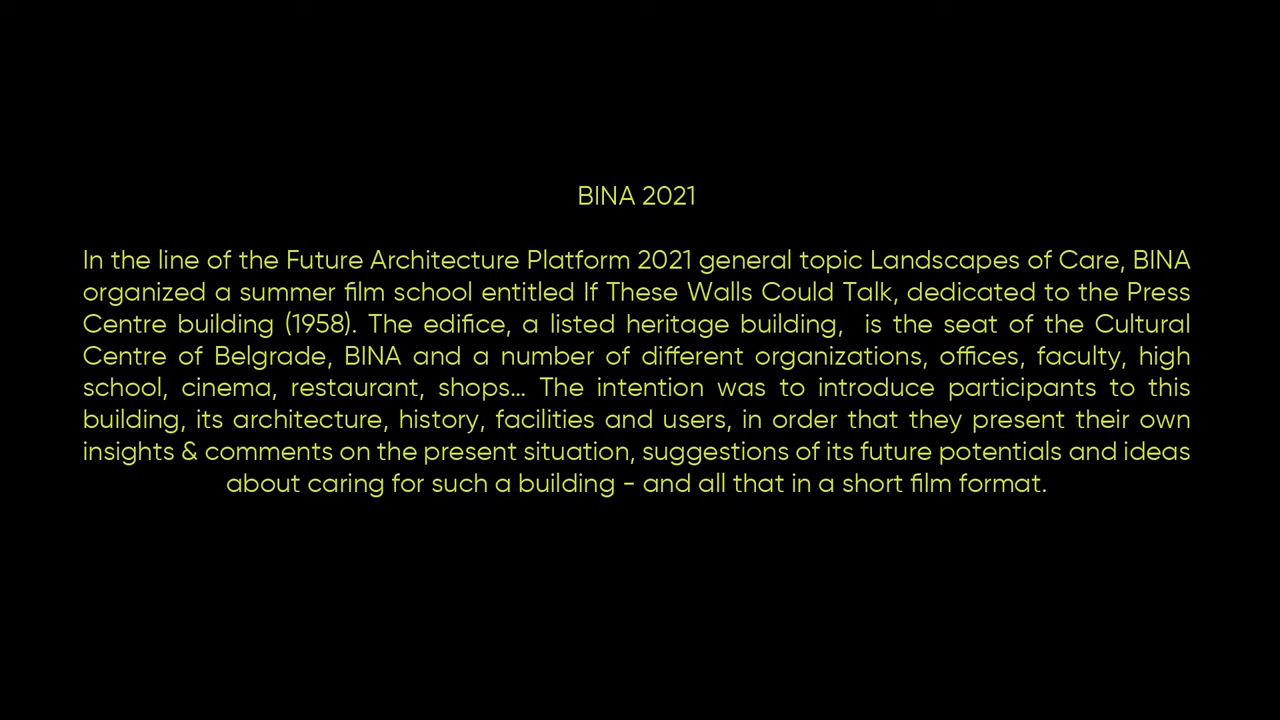 BINA 2021
In the line of the Future Architecture Platform 2021 general topic Landscapes of Care, BINA
organized a summer film school entitled If These Walls Could Talk, dedicated to the Press
Centre building (1958). The edifice, a listed heritage building,  is the seat of the Cultural
Centre of Belgrade, BINA and a number of different organizations, offices, faculty, high
school, cinema, restaurant, shops... The intention was to introduce participants to this
building, its architecture, history, facilities and users, in order that they present their own
insights & comments on the present situation, suggestions of its future potentials and ideas
about caring for such a building - and all that in a short film format.